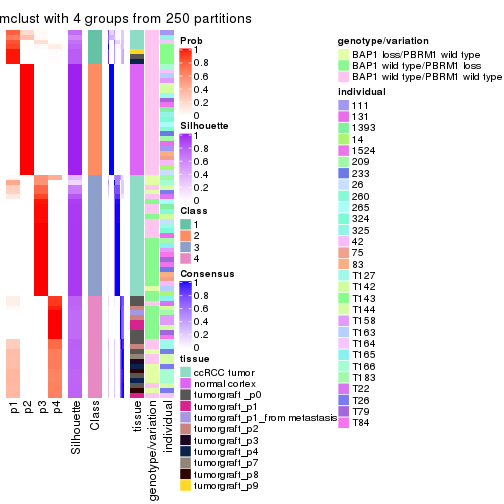 mclust with 4 groups from 250 partitions
Prob
1
0.8
0.6
0.4
0.2
0
Silhouette
1
0.8
0.6
0.4
0.2
0
Class
1
2
3
4
Consensus
1
0.8
0.6
0.4
0.2
0
tissue
ccRCC tumor
normal cortex
tumorgraft_p0
tumorgraft_p1
tumorgraft_p1_from metastasis
tumorgraft_p2
tumorgraft_p3
tumorgraft_p4
tumorgraft_p7
tumorgraft_p8
tumorgraft_p9
genotype/variation
BAP1 loss/PBRM1 wild type
BAP1 wild type/PBRM1 loss
BAP1 wild type/PBRM1 wild type
individual
111
131
1393
14
1524
209
233
26
260
265
324
325
42
75
83
T127
T142
T143
T144
T158
T163
T164
T165
T166
T183
T22
T26
T79
T84
p1
p2
p3
p4
Silhouette
Class
tissue
genotype/variation
individual